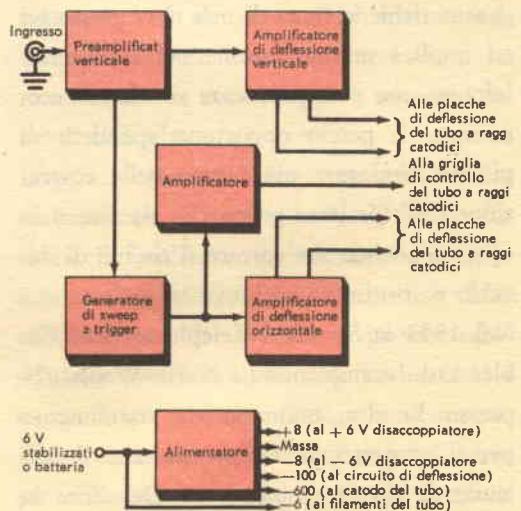 Ingresso
Preamplificat
verticale
Amplificatore
di deflessione
verticale
Alle placche
di deflessione
del tubo a raggi
catodici
Amplificatore
Alla griglia
di controllo
del tubo a raggi
catodici
Alle placche
di deflessione
del tubo a raggi
catodici
Generatore
di sweep
a trigger
Amplificatore
di deflessione
orizzontale
6 V
stabilizzati
o batteria
Alimentatore
+8 (al + 6 V disaccoppiatore)
Massa
−8 (al − 6 V disaccoppiatore
−100 (al circuito di deflessione)
−600 (al catodo del tubo)
−6 (ai filamenti del tubo)